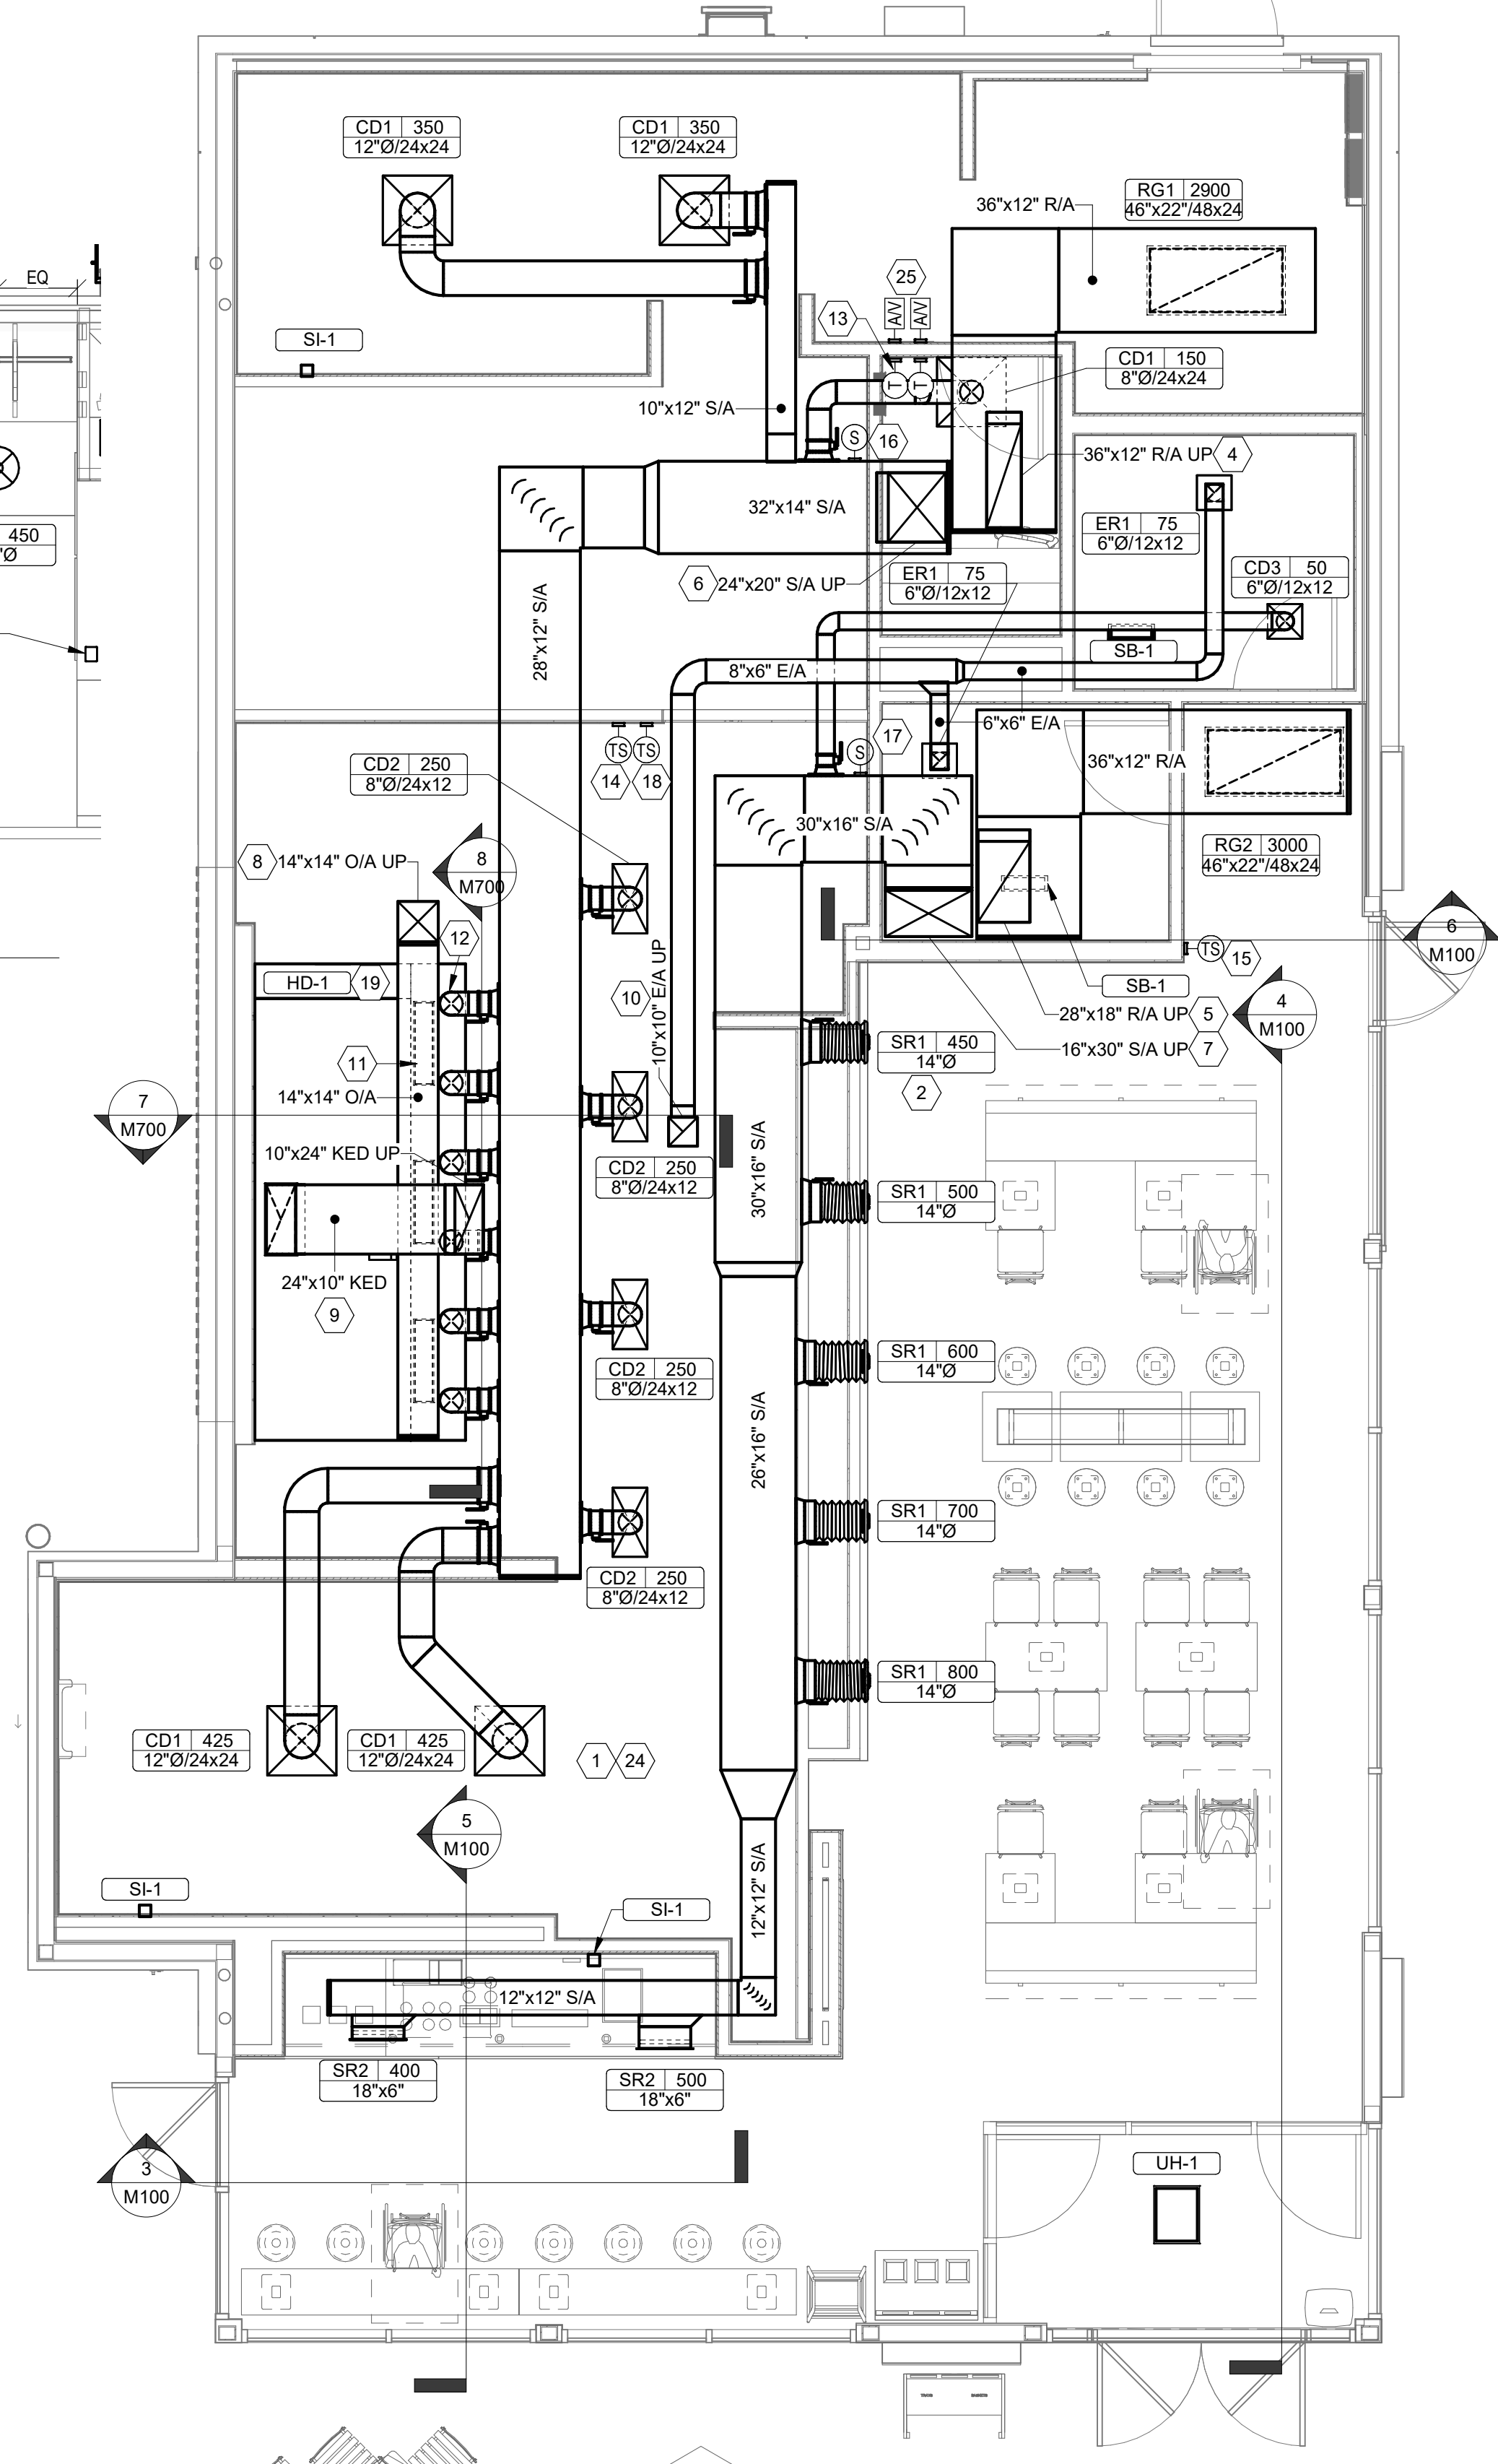 CD1 350
12"Ø/24x24
CD1 350
12"Ø/24x24
RG1 2900
46"x22"/48x24
36"x12" R/A
EQ
25
A/V A/V
13
SI-1
CD1 150
8"Ø/24x24
T T
10"x12" S/A
S 16
36"x12" R/A UP 4
32"x14" S/A
ER1 75
6"Ø/12x12
450
"Ø
ER1 75
6"Ø/12x12
CD3 50
6"Ø/12x12
6 24"x20" S/A UP
28"x12" S/A
SB-1
8"x6" E/A
6"x6" E/A
17
S
TS TS
14 18
CD2 250
8"Ø/24x12
36"x12" R/A
30"x16" S/A
RG2 3000
46"x22"/48x24
8 14"x14" O/A UP
8
M700
12
6
M100
TS 15
HD-1 19
10
10"x10" E/A UP
SB-1
28"x18" R/A UP 5
4
M100
16"x30" S/A UP 7
SR1 450
14"Ø
2
11
14"x14" O/A
7
M700
10"x24" KED UP
CD2 250
8"Ø/24x12
30"x16" S/A
SR1 500
14"Ø
24"x10" KED
9
SR1 600
14"Ø
CD2 250
8"Ø/24x12
26"x16" S/A
SR1 700
14"Ø
CD2 250
8"Ø/24x12
SR1 800
14"Ø
CD1 425
12"Ø/24x24
CD1 425
12"Ø/24x24
1 24
5
M100
SI-1
SI-1
12"x12" S/A
12"x12" S/A
SR2 400
18"x6"
SR2 500
18"x6"
3
M100
UH-1